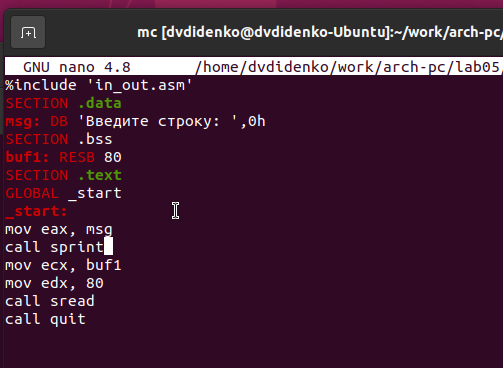 mc [dvdidenko@dvdidenko-Ubuntu]:~/work/arch-pc/
GNU nano 4.8 /home/dvdidenko/work/arch-pc/lab05/
%include 'in_out.asm'
SECTION .data
msg: DB 'Введите строку: ',0h
SECTION .bss
buf1: RESB 80
SECTION .text
GLOBAL _start
_start:
mov eax, msg
call sprint
mov ecx, buf1
mov edx, 80
call sread
call quit